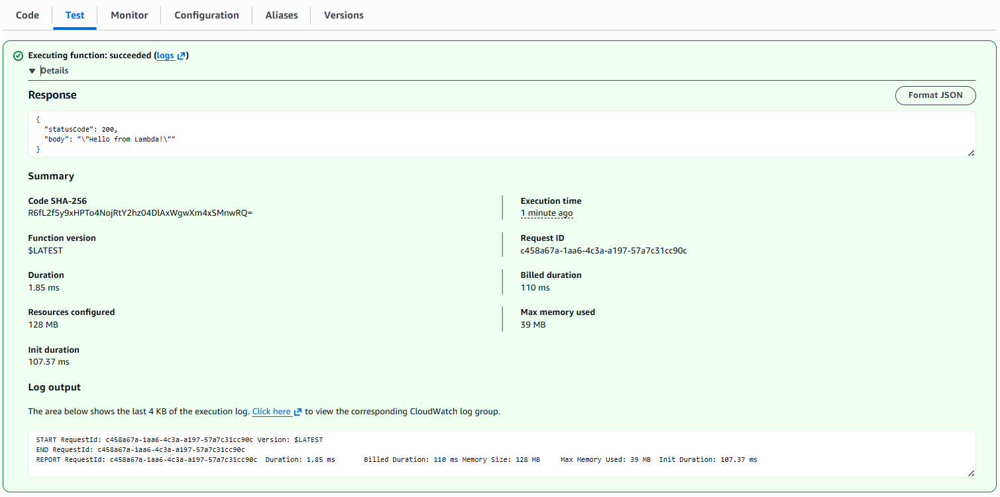 Code Test Monitor Configuration Aliases Versions
Executing function: succeeded (logs)
Details
Response
Format JSON
{
"statusCode": 200,
"body": "\"Hello from Lambda!\""
}
Summary
Code SHA-256
R6fL2f5y9xHPTo4NojRtY2hz04DlAxWgwXm4xSMnwRQ=
Execution time
1 minute ago
Function version
$LATEST
Request ID
c458a67a-1aa6-4c3a-a197-57a7c31cc90c
Duration
1.85 ms
Billed duration
110 ms
Resources configured
128 MB
Max memory used
39 MB
Init duration
107.37 ms
Log output
The area below shows the last 4 KB of the execution log. Click here to view the corresponding CloudWatch log group.
START RequestId: c458a67a-1aa6-4c3a-a197-57a7c31cc90c Version: $LATEST
END RequestId: c458a67a-1aa6-4c3a-a197-57a7c31cc90c
REPORT RequestId: c458a67a-1aa6-4c3a-a197-57a7c31cc90c Duration: 1.85 ms Billed Duration: 110 ms Memory Size: 128 MB Max Memory Used: 39 MB Init Duration: 107.37 ms